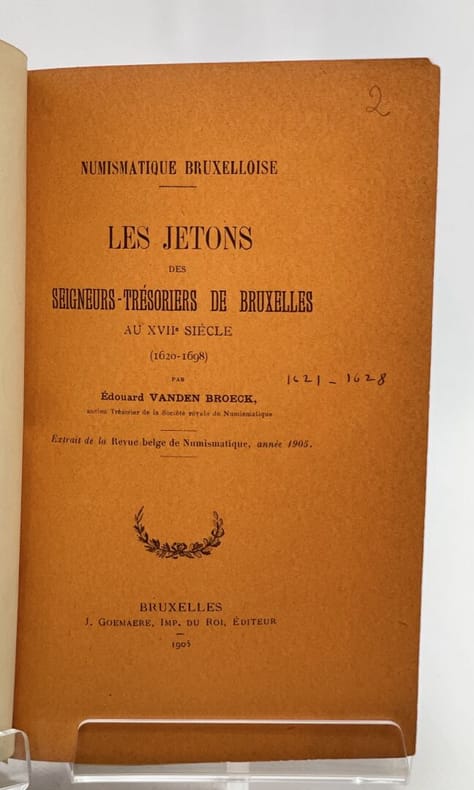 2
NUMISMATIQUE BRUXELLOISE
LES JETONS
DES
SEIGNEURS-TRÉSORIERS DE BRUXELLES
AU XVIIe SIÈCLE
(1620-1698)
PAR
Édouard VANDEN BROECK,
1621 - 1628
ancien Trésorier de la Société royale de Numismatique
Extrait de la Revue belge de Numismatique, année 1905.
BRUXELLES
J. GOEMAERE, IMP. DU ROI, ÉDITEUR
1905